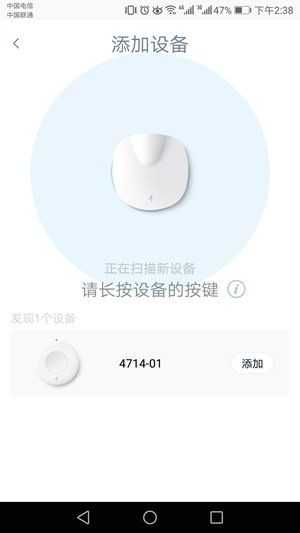 中国电信
中国联通
47% 下午2:38
添加设备
正在扫描新设备
请长按设备的按键
发现1个设备
4714-01
添加